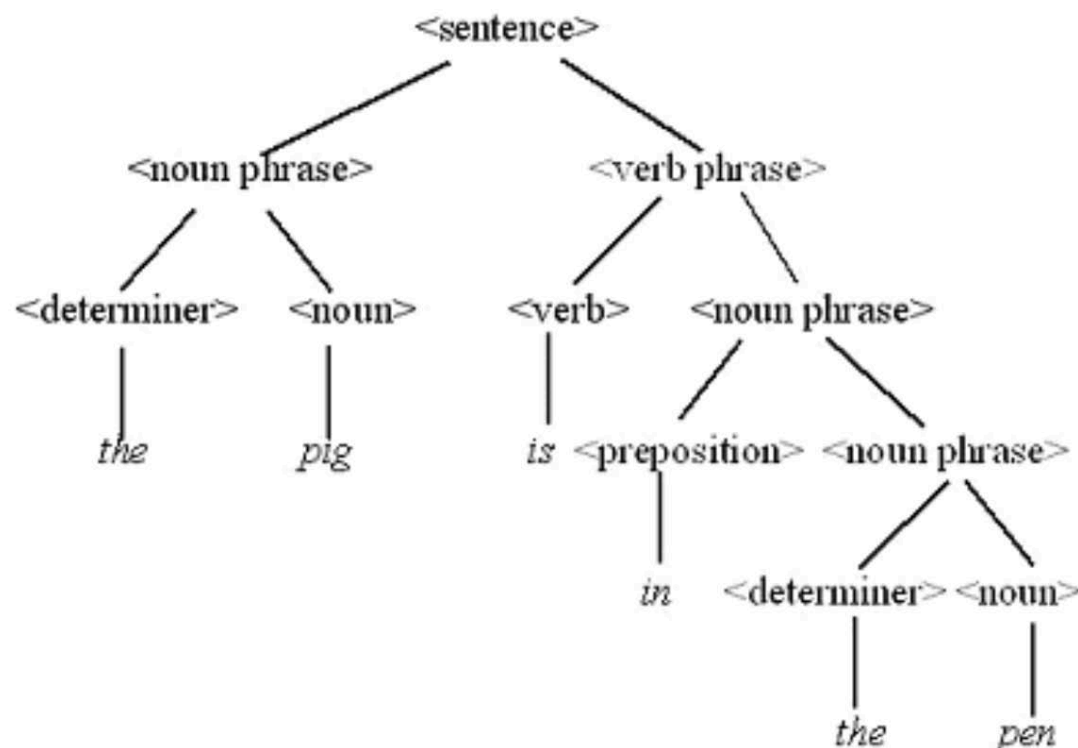 <sentence>
<noun phrase> <verb phrase>
<determiner> <noun> <verb> <noun phrase>
the pig is <preposition> <noun phrase>
in <determiner> <noun>
the pen